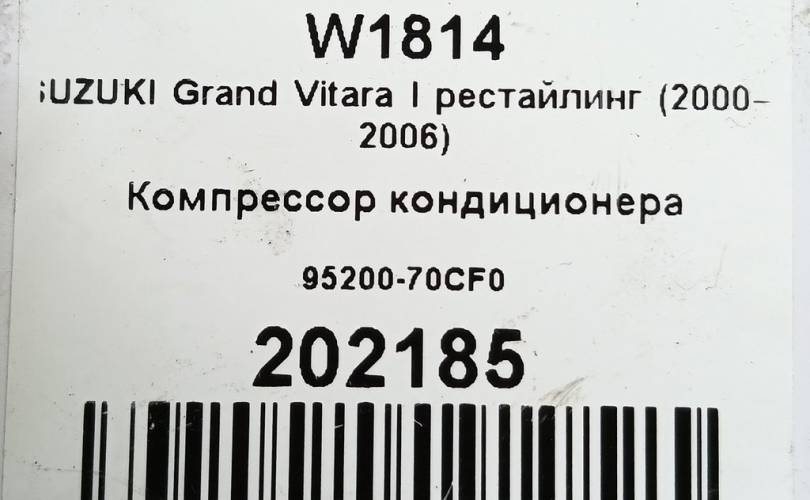 W1814
SUZUKI Grand Vitara I рестайлинг (2000-
2006)
Компрессор кондиционера
95200-70CF0
202185